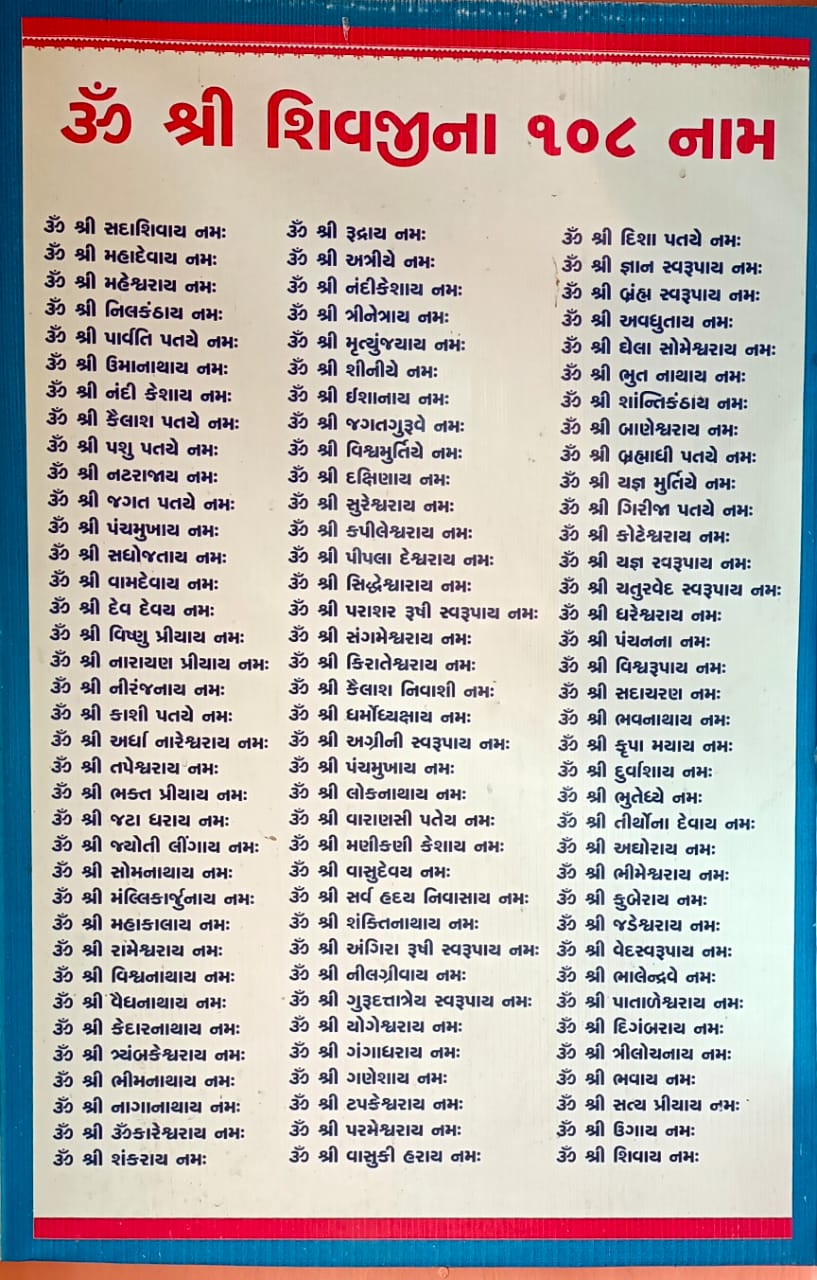 ૐ શ્રી શિવજીના ૧૦૮ નામ
ૐ શ્રી સદાશિવાય નમઃ
ૐ શ્રી મહાદેવાય નમઃ
ૐ શ્રી મહેશ્વરાય નમઃ
ૐ શ્રી નિલકંઠાય નમઃ
ૐ શ્રી પાર્વતિ પતયે નમઃ
ૐ શ્રી ઉમાનાથાય નમઃ
ૐ શ્રી નંદી કેશાય નમઃ
ૐ શ્રી કૈલાશ પતયે નમઃ
ૐ શ્રી પશુ પતયે નમઃ
ૐ શ્રી નટરાજાય નમઃ
ૐ શ્રી જગત પતયે નમઃ
ૐ શ્રી પંચમુખાય નમઃ
ૐ શ્રી સધોજતાય નમઃ
ૐ શ્રી વામદેવાય નમઃ
ૐ શ્રી દેવ દેવય નમઃ
ૐ શ્રી વિષ્ણુ પ્રીયાય નમઃ
ૐ શ્રી નારાયણ પ્રીયાય નમઃ
ૐ શ્રી નીરંજનાય નમઃ
ૐ શ્રી કાશી પતયે નમઃ
ૐ શ્રી અર્ધા નારેશ્વરાય નમઃ
ૐ શ્રી તપેશ્વરાય નમઃ
ૐ શ્રી ભક્ત પ્રીયાય નમઃ
ૐ શ્રી જટા ધરાય નમઃ
ૐ શ્રી જ્યોતી લીંગાય નમઃ
ૐ શ્રી સોમનાથાય નમઃ
ૐ શ્રી મંલ્લિકાર્જુનાય નમઃ
ૐ શ્રી મહાકાલાય નમઃ
ૐ શ્રી રામેશ્વરાય નમઃ
ૐ શ્રી વિશ્વનાથાય નમઃ
ૐ શ્રી વૈધનાથાય નમઃ
ૐ શ્રી કેદારનાથાય નમઃ
ૐ શ્રી ત્ર્યંબકેશ્વરાય નમઃ
ૐ શ્રી ભીમનાથાય નમઃ
ૐ શ્રી નાગાનાથાય નમઃ
ૐ શ્રી ૐકારેશ્વરાય નમઃ
ૐ શ્રી શંકરાય નમઃ
ૐ શ્રી રૂદ્રાય નમઃ
ૐ શ્રી અત્રીયે નમઃ
ૐ શ્રી નંદીકેશાય નમઃ
ૐ શ્રી ત્રીનેત્રાય નમઃ
ૐ શ્રી મૃત્યુંજયાય નમઃ
ૐ શ્રી શીનીયે નમઃ
ૐ શ્રી ઈશાનાય નમઃ
ૐ શ્રી જગતગુરૂવે નમઃ
ૐ શ્રી વિશ્વમુર્તિયે નમઃ
ૐ શ્રી દક્ષિણાય નમઃ
ૐ શ્રી સુરેશ્વરાય નમઃ
ૐ શ્રી કપીલેશ્વરાય નમઃ
ૐ શ્રી પીપલા દેશ્વરાય નમઃ
ૐ શ્રી સિદ્ધેશ્વારાય નમઃ
ૐ શ્રી પરાશર રૂષી સ્વરૂપાય નમઃ
ૐ શ્રી સંગમેશ્વરાય નમઃ
ૐ શ્રી કિરાતેશ્વરાય નમઃ
ૐ શ્રી કૈલાશ નિવાશી નમઃ
ૐ શ્રી ધર્મોધ્યક્ષાય નમઃ
ૐ શ્રી અગ્રીની સ્વરૂપાય નમઃ
ૐ શ્રી પંચમુખાય નમઃ
ૐ શ્રી લોકનાથાય નમઃ
ૐ શ્રી વારાણસી પતેય નમઃ
ૐ શ્રી મણીકણી કેશાય નમઃ
ૐ શ્રી વાસુદેવય નમઃ
ૐ શ્રી સર્વ હૃદય નિવાસાય નમઃ
ૐ શ્રી શંક્તિનાથાય નમઃ
ૐ શ્રી અંગિરા રૂષી સ્વરૂપાય નમઃ
ૐ શ્રી નીલગ્રીવાય નમઃ
ૐ શ્રી ગુરૂદત્તાત્રેય સ્વરૂપાય નમઃ
ૐ શ્રી યોગેશ્વરાય નમઃ
ૐ શ્રી ગંગાધરાય નમઃ
ૐ શ્રી ગણેશાય નમઃ
ૐ શ્રી ટપકેશ્વરાય નમઃ
ૐ શ્રી પરમેશ્વરાય નમઃ
ૐ શ્રી વાસુકી હરાય નમઃ
ૐ શ્રી દિશા પતયે નમઃ
ૐ શ્રી જ્ઞાન સ્વરૂપાય નમઃ
ૐ શ્રી બ્રંહ્મ સ્વરૂપાય નમઃ
ૐ શ્રી અવધુતાય નમઃ
ૐ શ્રી ઘેલા સોમેશ્વરાય નમઃ
ૐ શ્રી ભુત નાથાય નમઃ
ૐ શ્રી શાંન્તિકંઠાય નમઃ
ૐ શ્રી બાણેશ્વરાય નમઃ
ૐ શ્રી બ્રહ્માધી પતયે નમઃ
ૐ શ્રી યજ્ઞ મુર્તિયે નમઃ
ૐ શ્રી ગિરીજા પતયે નમઃ
ૐ શ્રી કોટેશ્વરાય નમઃ
ૐ શ્રી યજ્ઞ રવરૂપાય નમઃ
ૐ શ્રી ચતુરવેદ સ્વરૂપાય નમઃ
ૐ શ્રી ધરેશ્વરાય નમઃ
ૐ શ્રી પંચનના નમઃ
ૐ શ્રી વિશ્વરૂપાય નમઃ
ૐ શ્રી સદાચરણ નમઃ
ૐ શ્રી ભવનાથાય નમઃ
ૐ શ્રી કૃપા મયાય નમઃ
ૐ શ્રી દુર્વાશાય નમઃ
ૐ શ્રી ભુતેધ્યે નમઃ
ૐ શ્રી તીર્થોના દેવાય નમઃ
ૐ શ્રી અઘોરાય નમઃ
ૐ શ્રી ભીમેશ્વરાય નમઃ
ૐ શ્રી કુબેરાય નમઃ
ૐ શ્રી જડેશ્વરાય નમઃ
ૐ શ્રી વેદસ્વરૂપાય નમઃ
ૐ શ્રી ભાલેન્દ્રવે નમઃ
ૐ શ્રી પાતાળેશ્વરાય નમઃ
ૐ શ્રી દિગંબરાય નમઃ
ૐ શ્રી ત્રીલોચનાય નમઃ
ૐ શ્રી ભવાય નમઃ
ૐ શ્રી સત્ય પ્રીયાય નમઃ
ૐ શ્રી ઉગાય નમઃ
ૐ શ્રી શિવાય નમઃ